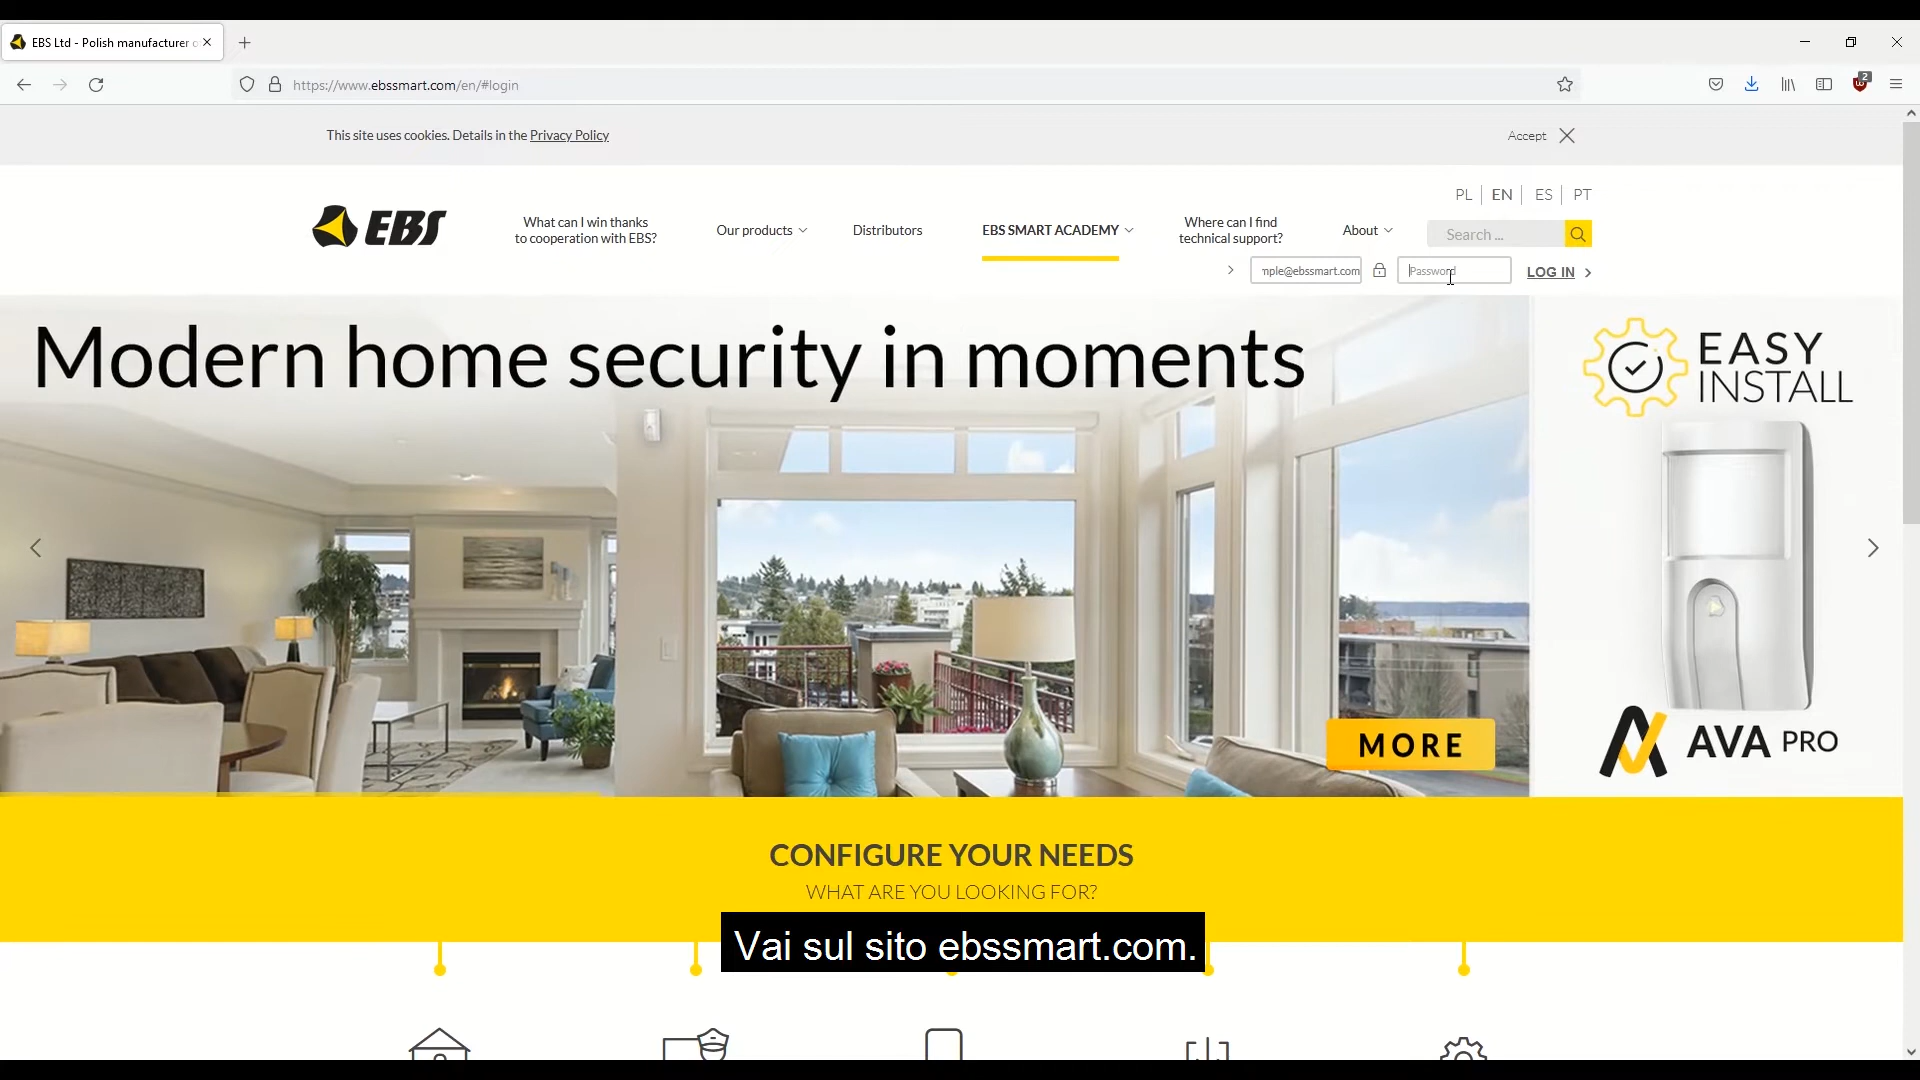 EBS Ltd - Polish manufacturer o
https://www.ebssmart.com/en/#login
2
This site uses cookies. Details in the Privacy Policy
Accept
PL EN ES PT
EBS
What can I win thanks
to cooperation with EBS?
Our products
Distributors
EBS SMART ACADEMY
Where can I find
technical support?
About
Search ...
mple@ebssmart.com
Password
LOG IN
Modern home security in moments
EASY
INSTALL
MORE
AVA PRO
CONFIGURE YOUR NEEDS
WHAT ARE YOU LOOKING FOR?
Vai sul sito ebssmart.com.